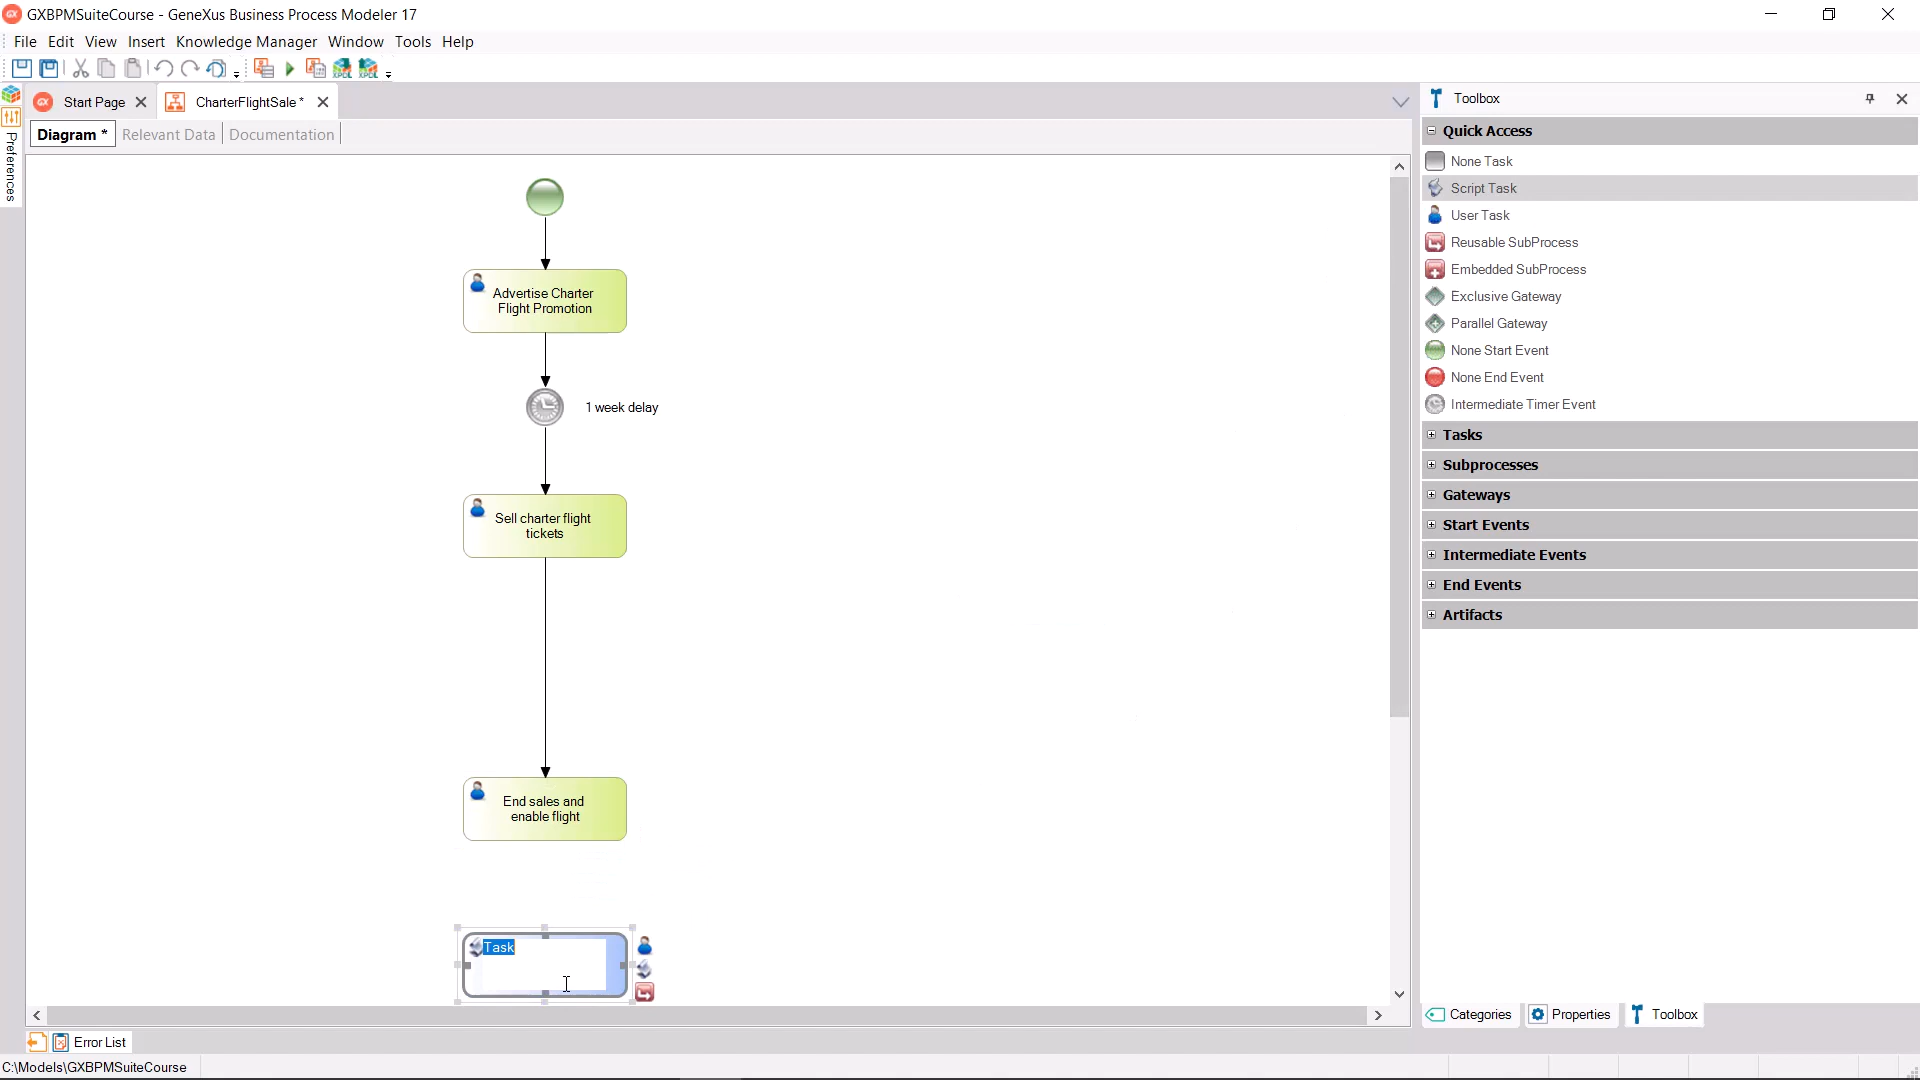 GXBPMSuiteCourse - GeneXus Business Process Modeler 17
File Edit View Insert Knowledge Manager Window Tools Help
Start Page
CharterFlightSale *
Diagram * Relevant Data Documentation
Preferences
Advertise Charter
Flight Promotion
1 week delay
Sell charter flight
tickets
End sales and
enable flight
Task
Toolbox
Quick Access
None Task
Script Task
User Task
Reusable SubProcess
Embedded SubProcess
Exclusive Gateway
Parallel Gateway
None Start Event
None End Event
Intermediate Timer Event
Tasks
Subprocesses
Gateways
Start Events
Intermediate Events
End Events
Artifacts
Categories Properties Toolbox
Error List
C:\Models\GXBPMSuiteCourse